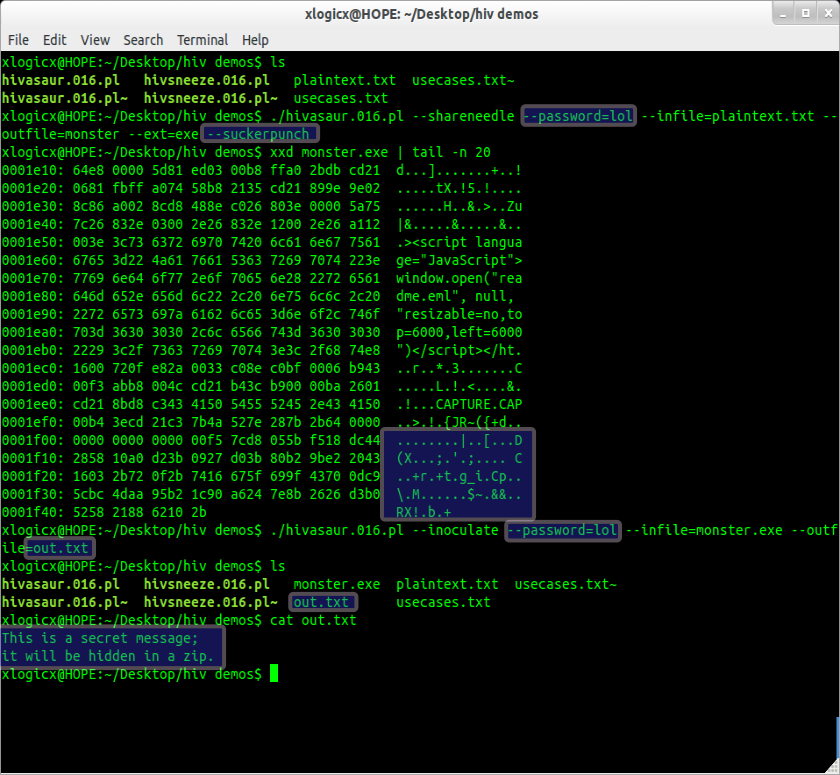 xlogicx@HOPE: ~/Desktop/hiv demos
File Edit View Search Terminal Help
xlogicx@HOPE:~/Desktop/hiv demos$ ls
hivasaur.016.pl   hivsneeze.016.pl   plaintext.txt  usecases.txt~
hivasaur.016.pl~  hivsneeze.016.pl~  usecases.txt
xlogicx@HOPE:~/Desktop/hiv demos$ ./hivasaur.016.pl --shareneedle --password=lol --infile=plaintext.txt --
outfile=monster --ext=exe --suckerpunch
xlogicx@HOPE:~/Desktop/hiv demos$ xxd monster.exe | tail -n 20
0001e10: 64e8 0000 5d81 ed03 00b8 ffa0 2bdb cd21  d...].......+..!
0001e20: 0681 fbff a074 58b8 2135 cd21 899e 9e02  .....tX.!5.!....
0001e30: 8c86 a002 8cd8 488e c026 803e 0000 5a75  ......H..&.>..Zu
0001e40: 7c26 832e 0300 2e26 832e 1200 2e26 a112  |&.....&.....&..
0001e50: 003e 3c73 6372 6970 7420 6c61 6e67 7561  .><script langua
0001e60: 6765 3d22 4a61 7661 5363 7269 7074 223e  ge="JavaScript">
0001e70: 7769 6e64 6f77 2e6f 7065 6e28 2272 6561  window.open("rea
0001e80: 646d 652e 656d 6c22 2c20 6e75 6c6c 2c20  dme.eml", null, 
0001e90: 2272 6573 697a 6162 6c65 3d6e 6f2c 746f  "resizable=no,to
0001ea0: 703d 3630 3030 2c6c 6566 743d 3630 3030  p=6000,left=6000
0001eb0: 2229 3c2f 7363 7269 7074 3e3c 2f68 74e8  ")</script></ht.
0001ec0: 1600 720f e82a 0033 c08e c0bf 0006 b943  ..r..*.3.......C
0001ed0: 00f3 abb8 004c cd21 b43c b900 00ba 2601  .....L.!.<....&.
0001ee0: cd21 8bd8 c343 4150 5455 5245 2e43 4150  .!...CAPTURE.CAP
0001ef0: 00b4 3ecd 21c3 7b4a 527e 287b 2b64 0000  ..>.!.{JR~({+d..
0001f00: 0000 0000 0000 00f5 7cd8 055b f518 dc44  ........|..[...D
0001f10: 2858 10a0 d23b 0927 d03b 80b2 9be2 2043  (X...;.'.;.... C
0001f20: 1603 2b72 0f2b 7416 675f 699f 4370 0dc9  ..+r.+t.g_i.Cp..
0001f30: 5cbc 4daa 95b2 1c90 a624 7e8b 2626 d3b0  \.M......$~.&&..
0001f40: 5258 2188 6210 2b  RX!.b.+
xlogicx@HOPE:~/Desktop/hiv demos$ ./hivasaur.016.pl --inoculate --password=lol --infile=monster.exe --outf
ile=out.txt
xlogicx@HOPE:~/Desktop/hiv demos$ ls
hivasaur.016.pl   hivsneeze.016.pl   monster.exe  plaintext.txt  usecases.txt~
hivasaur.016.pl~  hivsneeze.016.pl~  out.txt      usecases.txt
xlogicx@HOPE:~/Desktop/hiv demos$ cat out.txt
This is a secret message;
it will be hidden in a zip.
xlogicx@HOPE:~/Desktop/hiv demos$